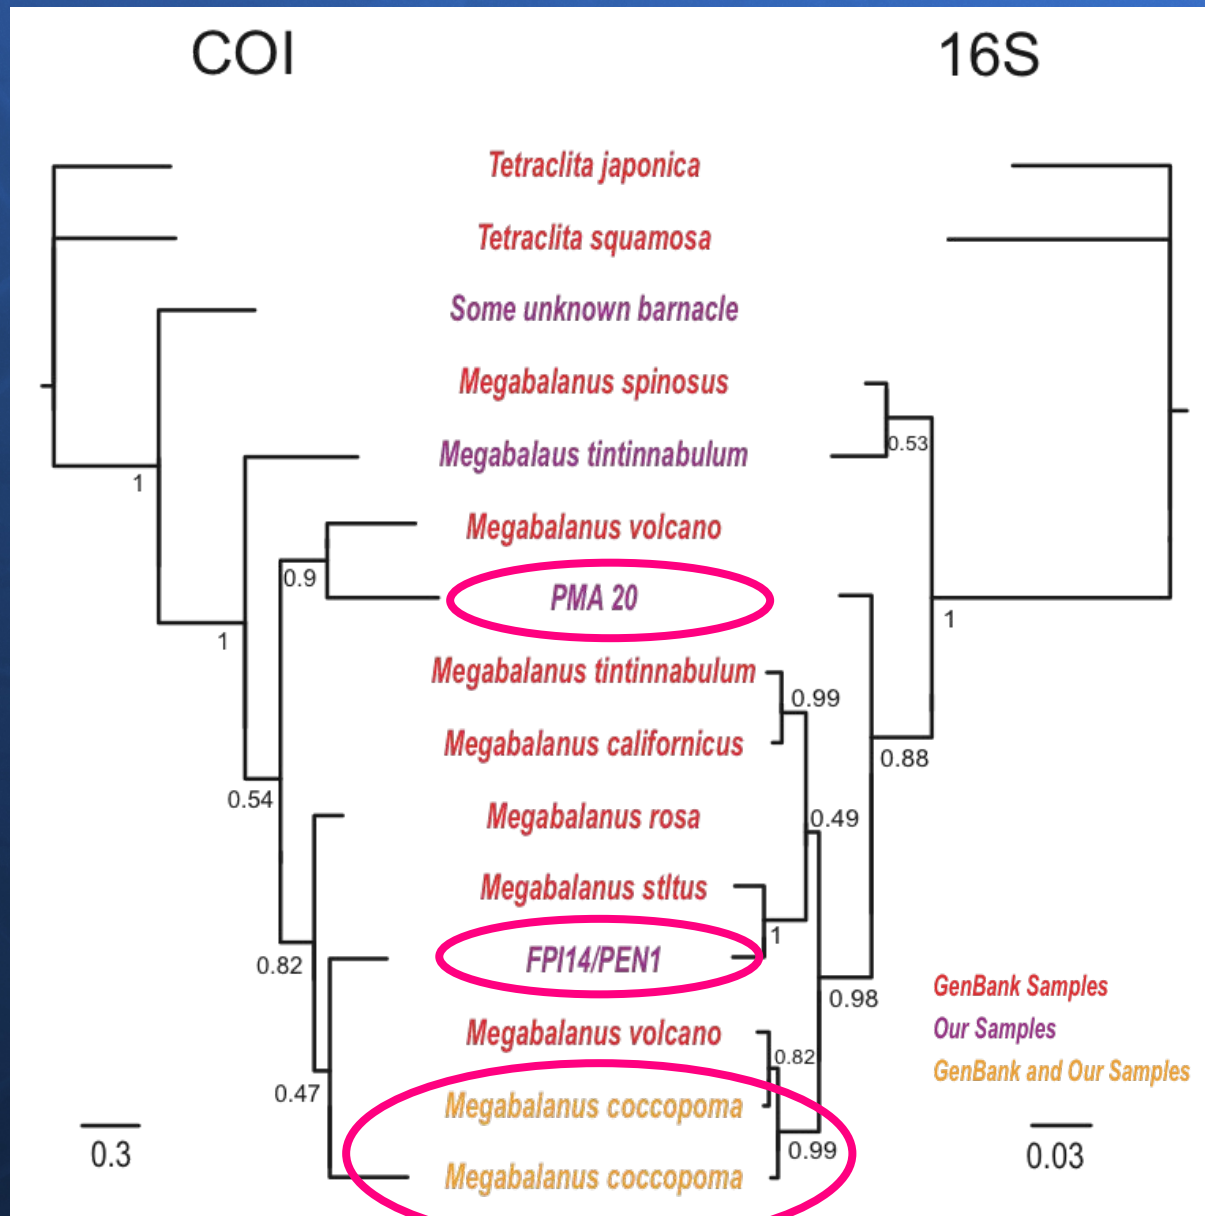 COI
16S
Tetraclita japonica
Tetraclita squamosa
Some unknown barnacle
Megabalanus spinosus
0.53
Megabalaus tintinnabulum
1
Megabalanus volcano
0.9
PMA 20
1
1
Megabalanus tintinnabulum
0.99
Megabalanus californicus
0.88
0.54
Megabalanus rosa
0.49
Megabalanus stltus
1
0.82
FPI14/PEN1
0.98
GenBank Samples
Our Samples
Megabalanus volcano
0.82
GenBank and Our Samples
0.47
Megabalanus coccopoma
0.99
0.3
0.03
Megabalanus coccopoma